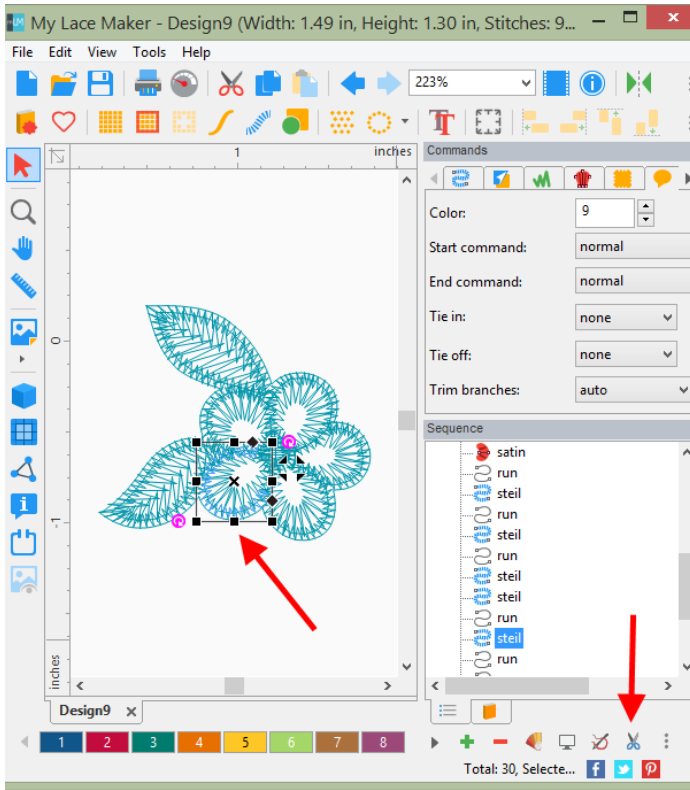 My Lace Maker - Design9 (Width: 1.49 in, Height: 1.30 in, Stitches: 9...
File Edit View Tools Help
223%
1 inches
0
-1
inches
Design9
1 2 3 4 5 6 7 8
Commands
Color: 9
Start command: normal
End command: normal
Tie in: none
Tie off: none
Trim branches: auto
Sequence
satin
run
steil
run
steil
run
steil
steil
run
steil
run
Total: 30, Selecte...